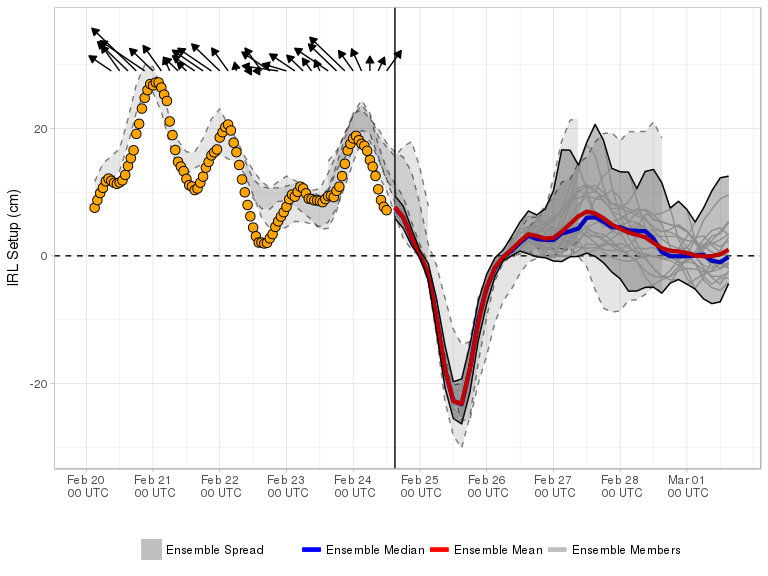 IRL Setup (cm)
20
0
-20
Feb 20 Feb 21 Feb 22 Feb 23 Feb 24 Feb 25 Feb 26 Feb 27 Feb 28 Mar 01
00 UTC 00 UTC 00 UTC 00 UTC 00 UTC 00 UTC 00 UTC 00 UTC 00 UTC 00 UTC
Ensemble Spread Ensemble Median Ensemble Mean Ensemble Members